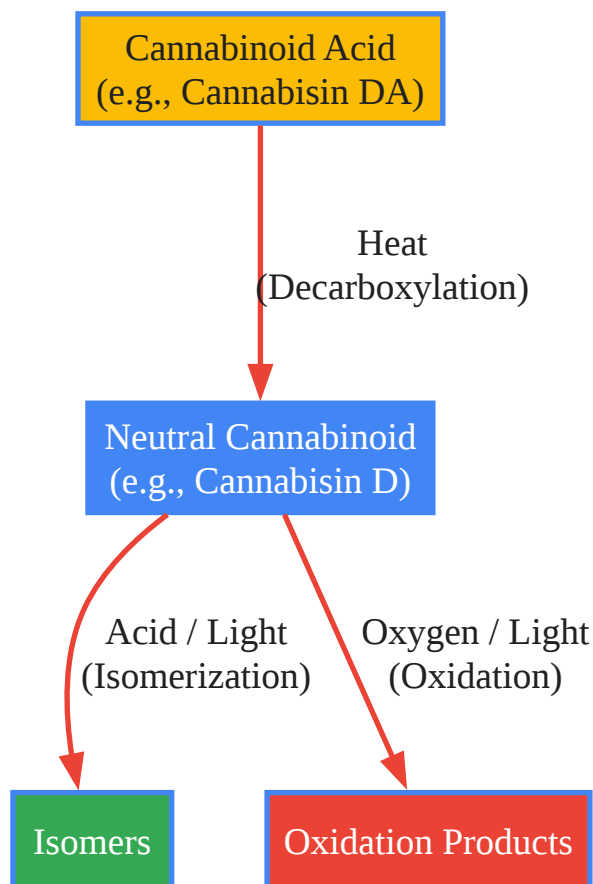 Cannabinoid Acid
(e.g., Cannabisin DA)
Heat
(Decarboxylation)
Neutral Cannabinoid
(e.g., Cannabisin D)
Acid / Light
(Isomerization)
Oxygen / Light
(Oxidation)
Isomers
Oxidation Products